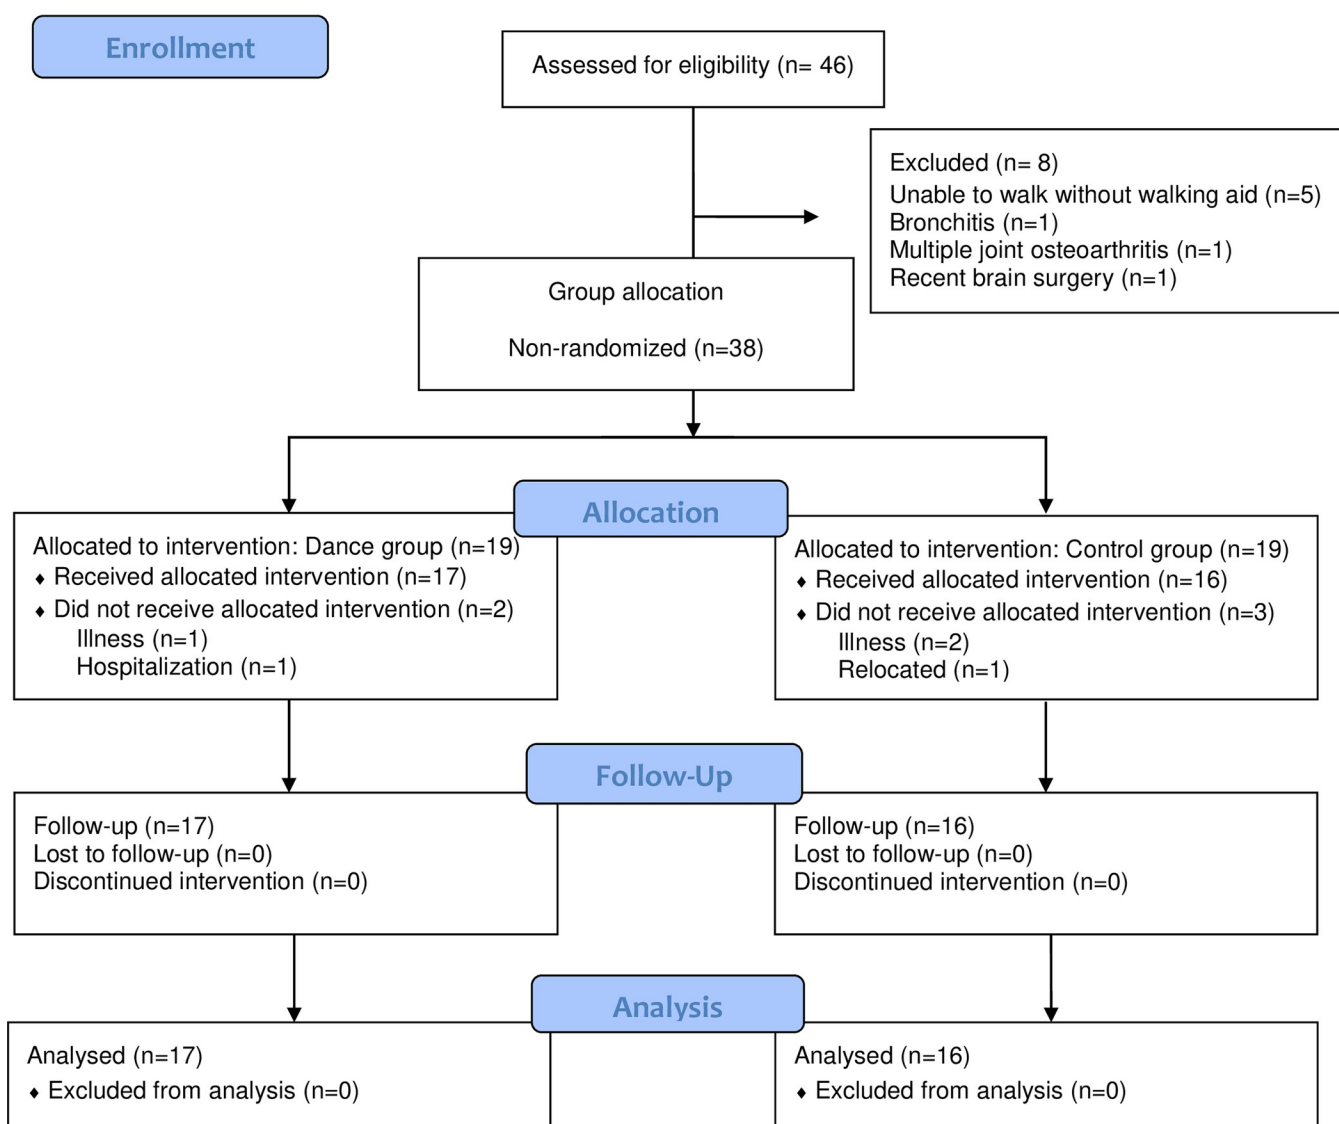 Enrollment
Assessed for eligibility (n= 46)
Excluded (n= 8)
Unable to walk without walking aid (n=5)
Bronchitis (n=1)
Multiple joint osteoarthritis (n=1)
Recent brain surgery (n=1)
Group allocation
Non-randomized (n=38)
Allocation
Allocated to intervention: Dance group (n=19)
♦ Received allocated intervention (n=17)
♦ Did not receive allocated intervention (n=2)
Illness (n=1)
Hospitalization (n=1)
Allocated to intervention: Control group (n=19)
♦ Received allocated intervention (n=16)
♦ Did not receive allocated intervention (n=3)
Illness (n=2)
Relocated (n=1)
Follow-Up
Follow-up (n=17)
Lost to follow-up (n=0)
Discontinued intervention (n=0)
Follow-up (n=16)
Lost to follow-up (n=0)
Discontinued intervention (n=0)
Analysis
Analysed (n=17)
♦ Excluded from analysis (n=0)
Analysed (n=16)
♦ Excluded from analysis (n=0)